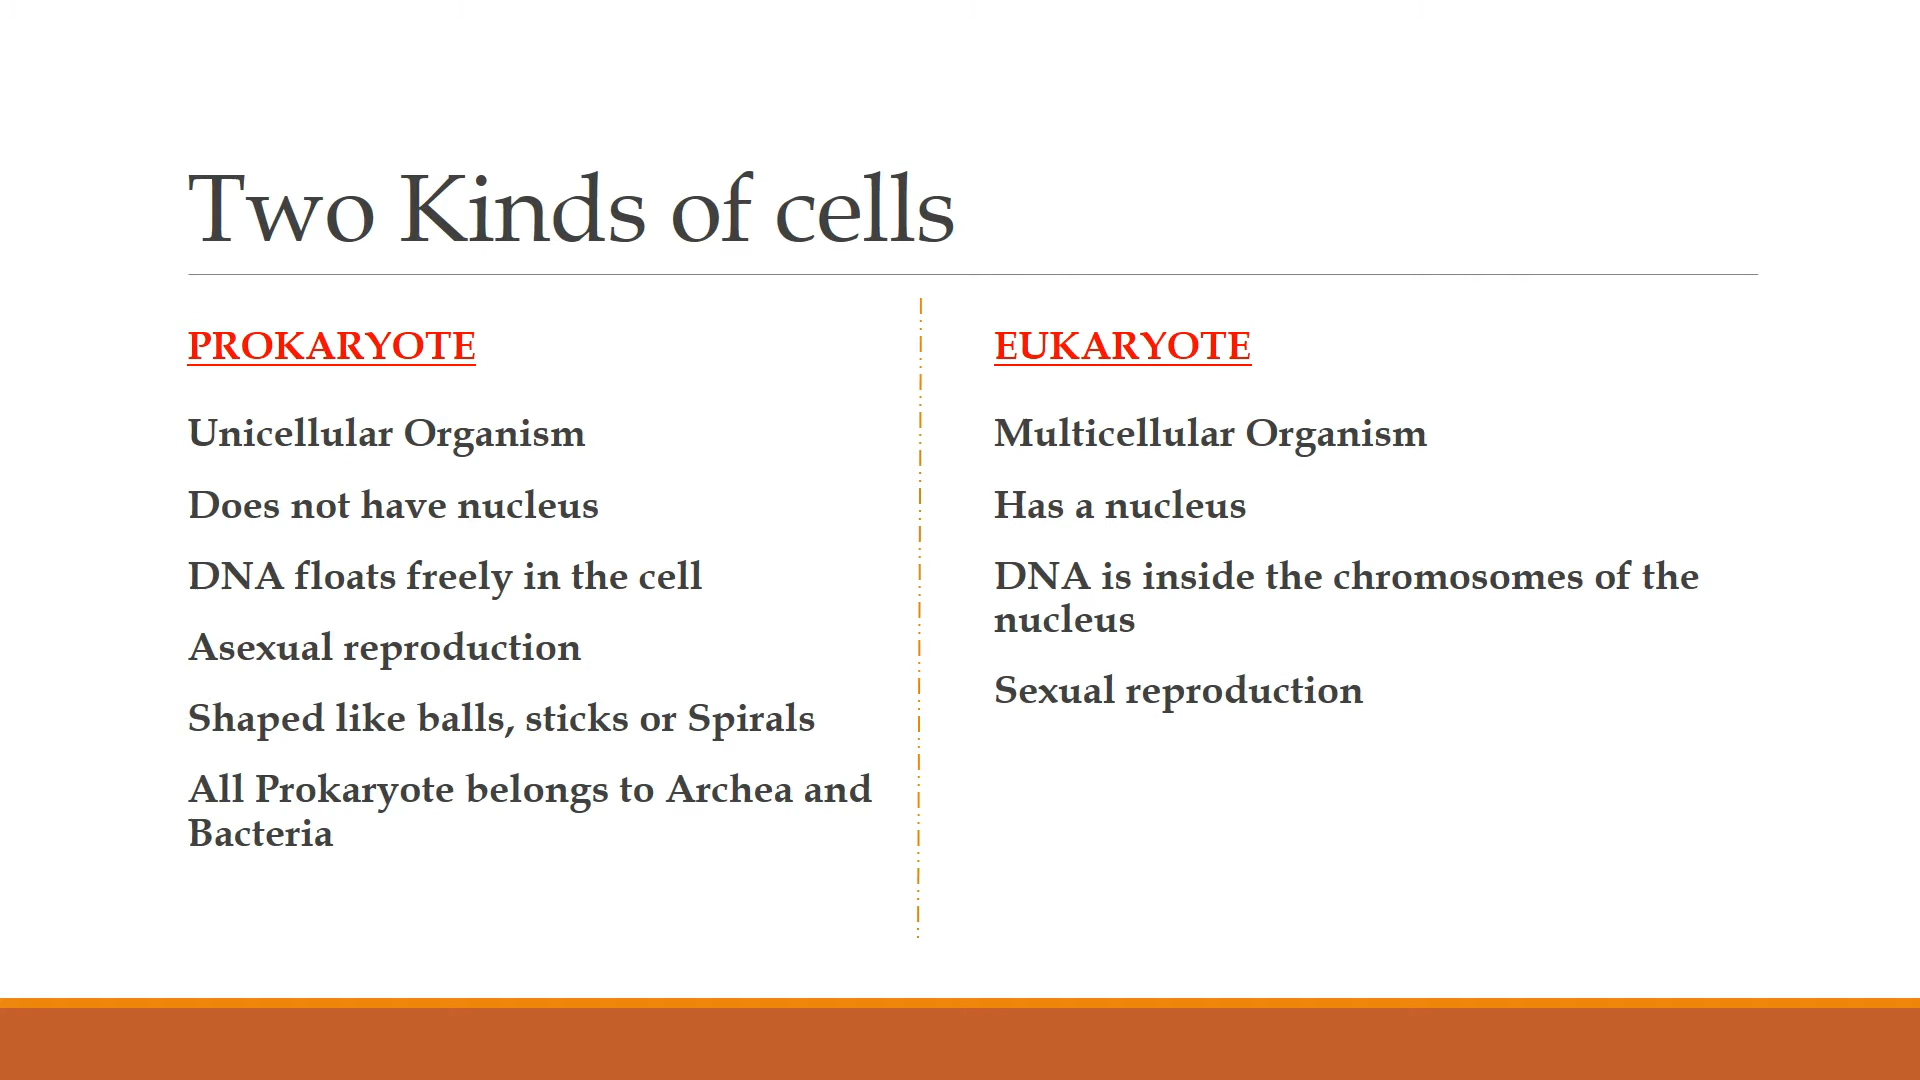 Two Kinds of cells
PROKARYOTE
Unicellular Organism
Does not have nucleus
DNA floats freely in the cell
Asexual reproduction
Shaped like balls, sticks or Spirals
All Prokaryote belongs to Archea and
Bacteria
EUKARYOTE
Multicellular Organism
Has a nucleus
DNA is inside the chromosomes of the
nucleus
Sexual reproduction